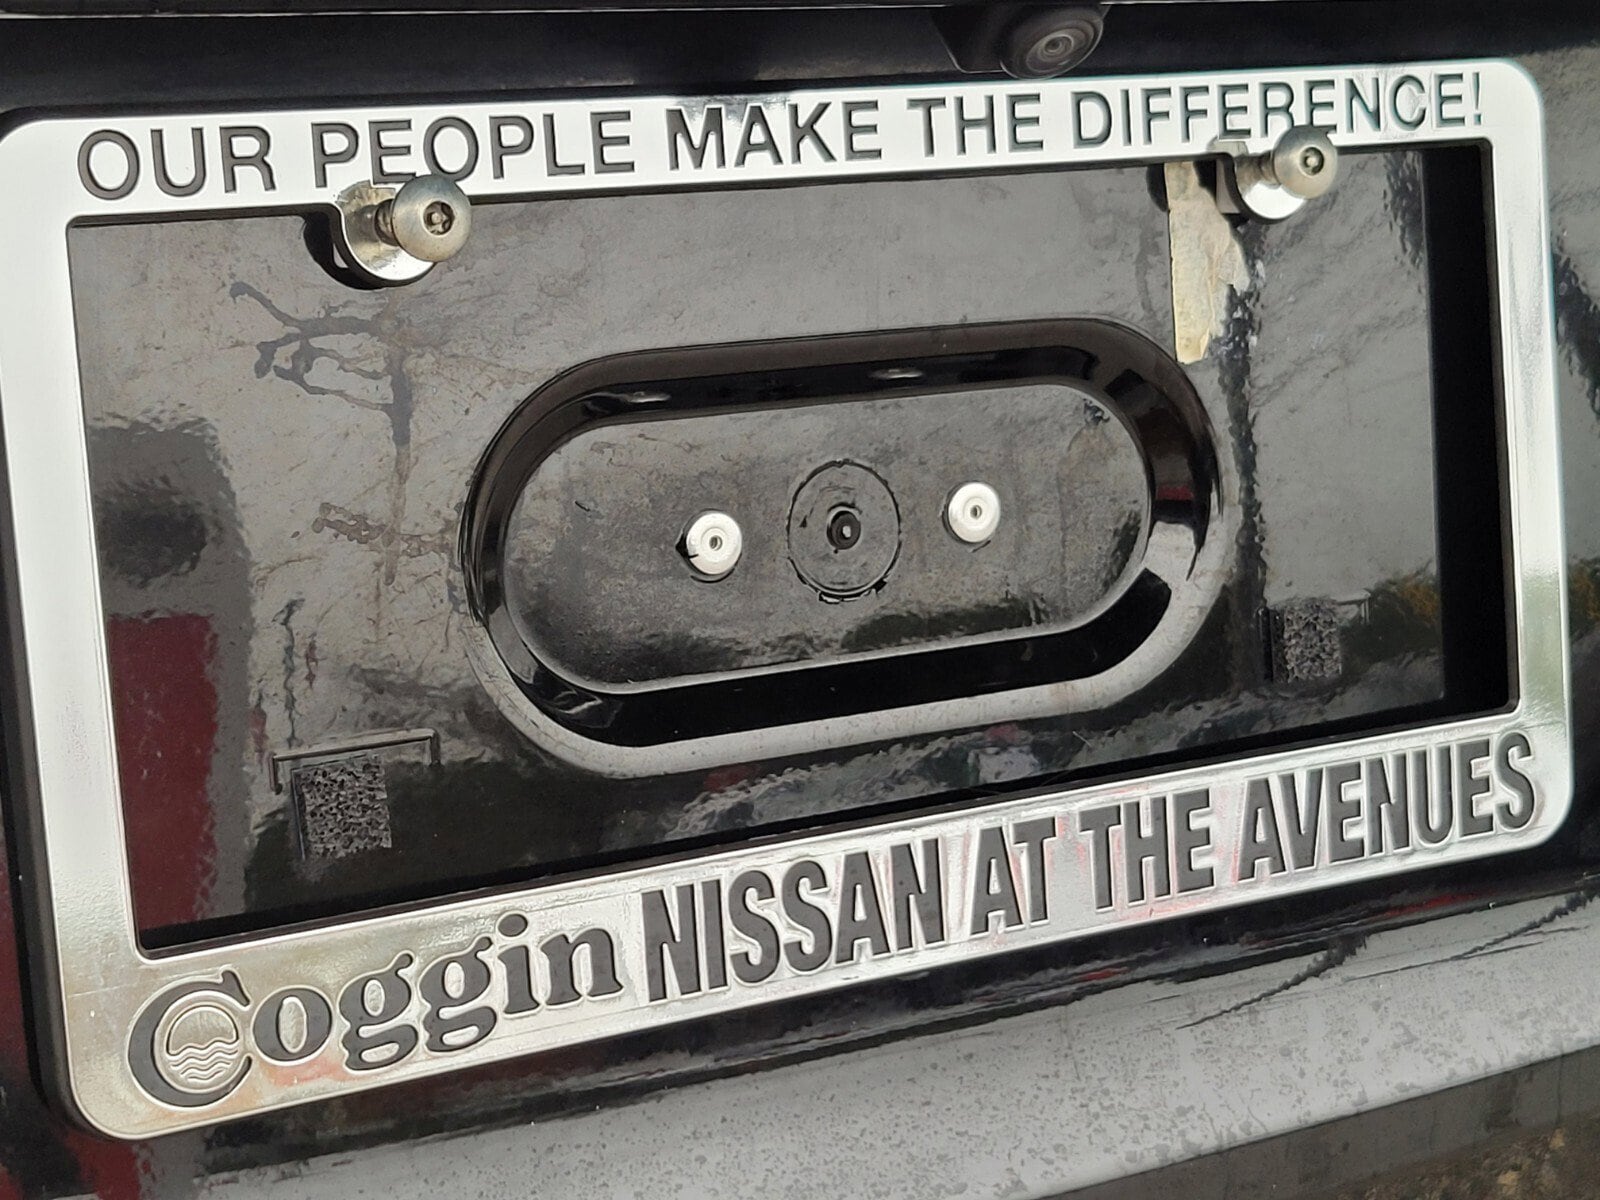 OUR PEOPLE MAKE THE DIFFERENCE!
Coggin NISSAN AT THE AVENUES